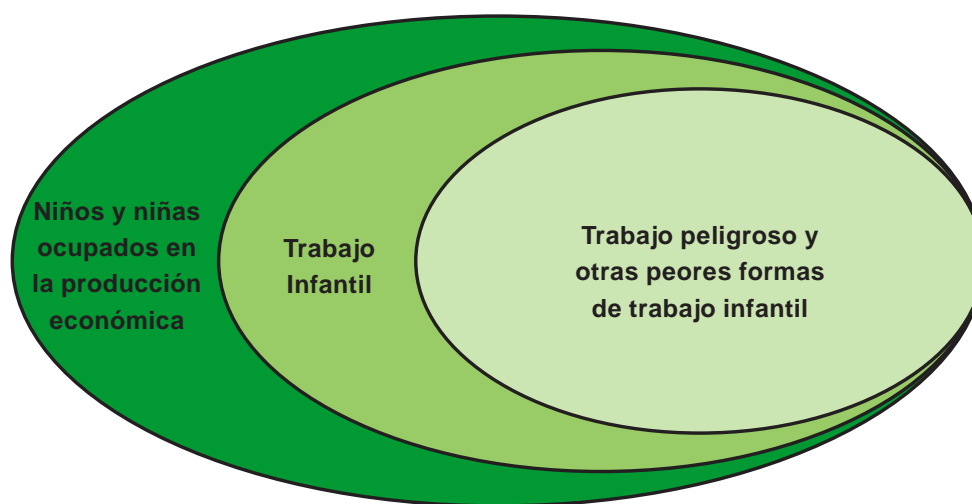 Niños y niñas
ocupados en
la producción
económica
Trabajo
Infantil
Trabajo peligroso y
otras peores formas
de trabajo infantil